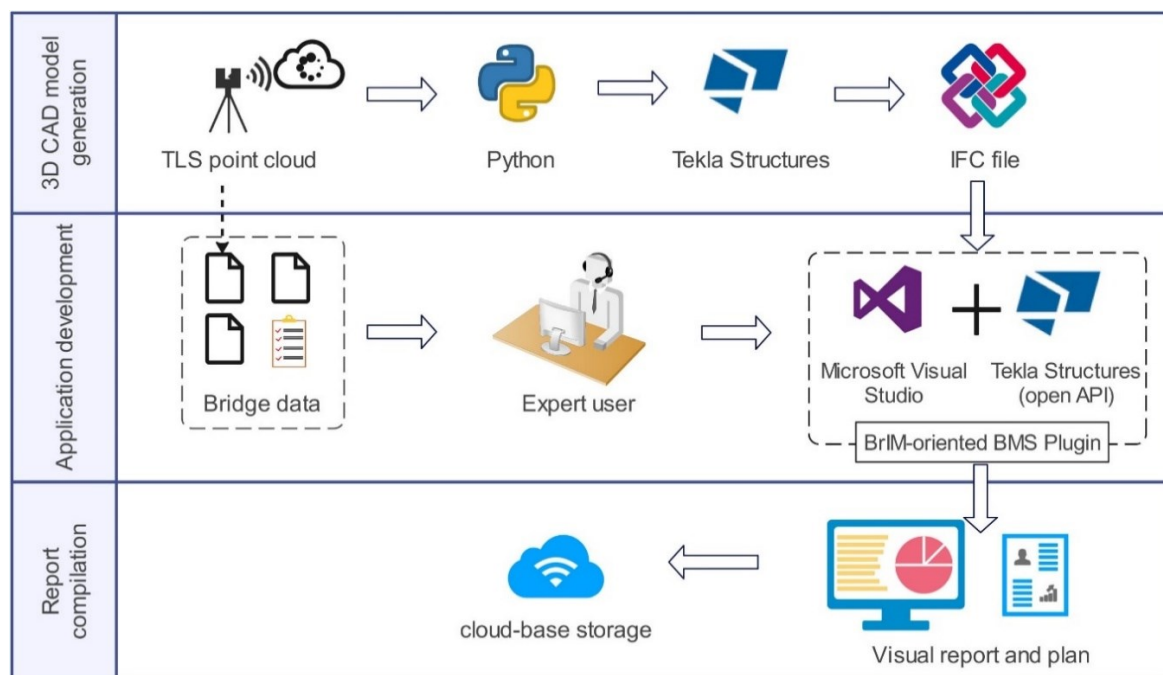 3D CAD model
generation
TLS point cloud
Python
Tekla Structures
IFC file
Application development
Bridge data
Expert user
Microsoft Visual
Studio
Tekla Structures
(open API)
BrIM-oriented BMS Plugin
Report
compilation
cloud-base storage
Visual report and plan